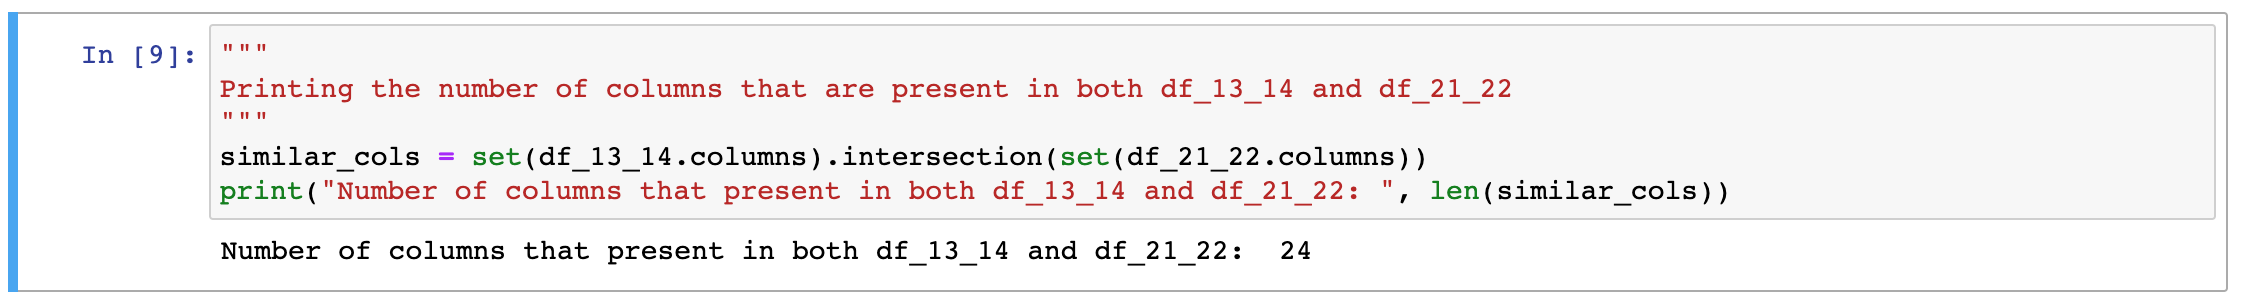 In [9]:
"""
Printing the number of columns that are present in both df_13_14 and df_21_22
"""
similar_cols = set(df_13_14.columns).intersection(set(df_21_22.columns))
print("Number of columns that present in both df_13_14 and df_21_22: ", len(similar_cols))
Number of columns that present in both df_13_14 and df_21_22:  24